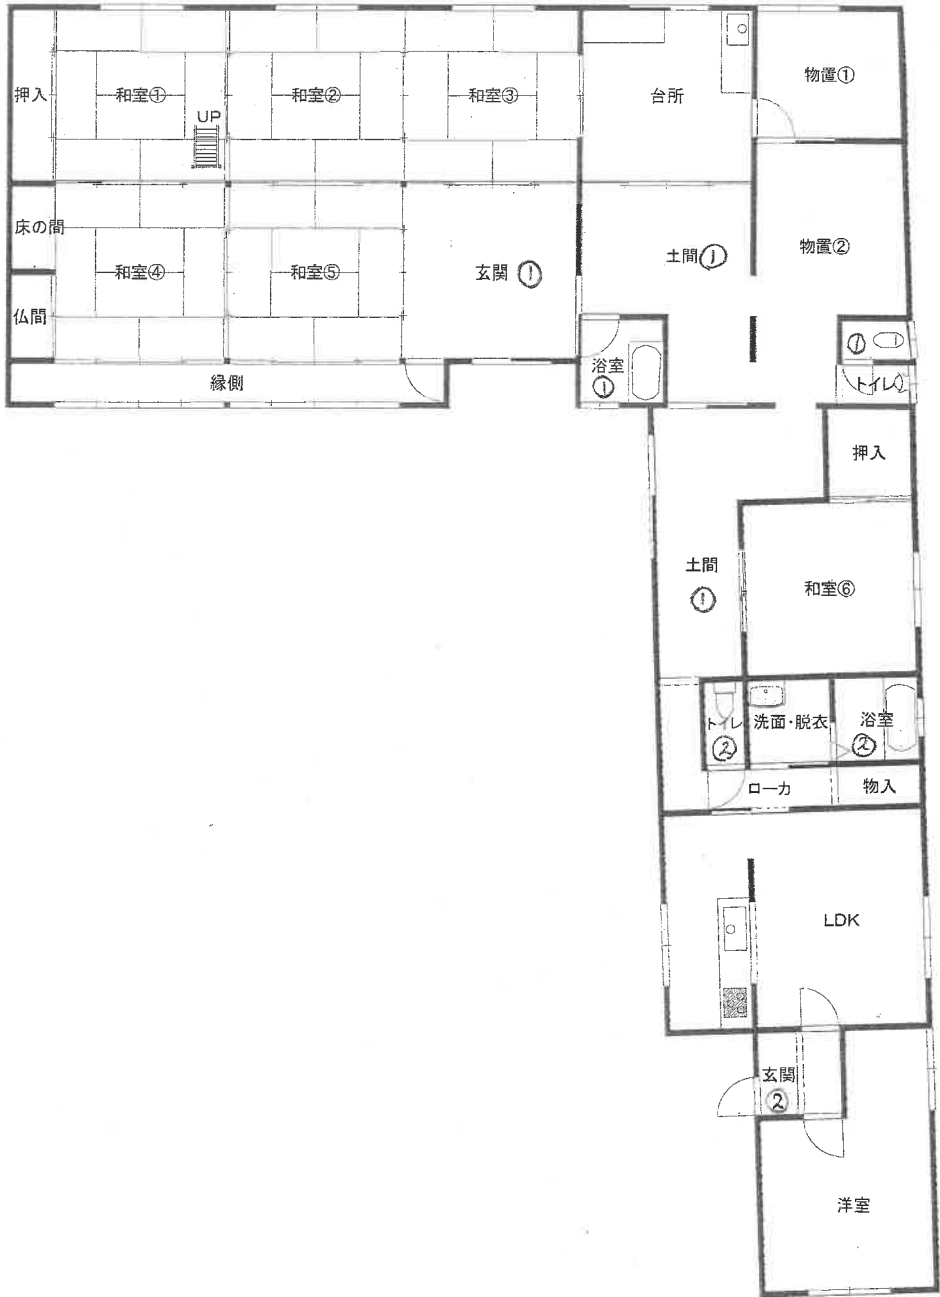 押入
和室①
UP
和室②
和室③
台所
物置①
床の間
和室④
和室⑤
玄関 ①
土間①
物置②
仏間
縁側
浴室
①
①
トイレ
押入
土間
①
和室⑥
トイレ
②
洗面・脱衣
浴室
②
ローカ
物入
LDK
玄関
②
洋室